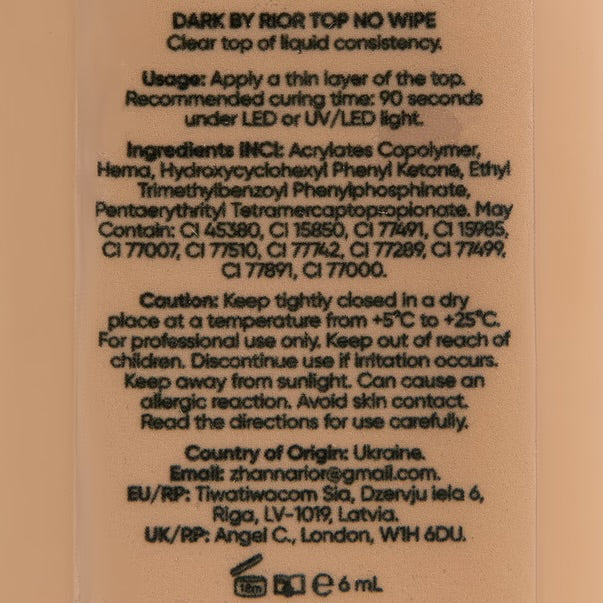 DARK BY RIOR TOP NO WIPE
Clear top of liquid consistency.
Usage: Apply a thin layer of the top.
Recommended curing time: 90 seconds
under LED or UV/LED light.
Ingredients INCI: Acrylates Copolymer,
Hema, Hydroxycyclohexyl Phenyl Ketone, Ethyl
Trimethylbenzoyl Phenylphosphinate,
Pentaerythrityl Tetramercaptopropionate. May
Contain: CI 45380, CI 15850, CI 77491, CI 15985,
CI 77007, CI 77510, CI 77742, CI 77289, CI 77499,
CI 77891, CI 77000.
Caution: Keep tightly closed in a dry
place at a temperature from +5°C to +25°C.
For professional use only. Keep out of reach of
children. Discontinue use if irritation occurs.
Keep away from sunlight. Can cause an
allergic reaction. Avoid skin contact.
Read the directions for use carefully.
Country of Origin: Ukraine.
Email: zhannarior@gmail.com.
EU/RP: Tiwatiwacom Sia, Dzervju iela 6,
Riga, LV-1019, Latvia.
UK/RP: Angel C., London, W1H 6DU.
18m ℮ 6 mL